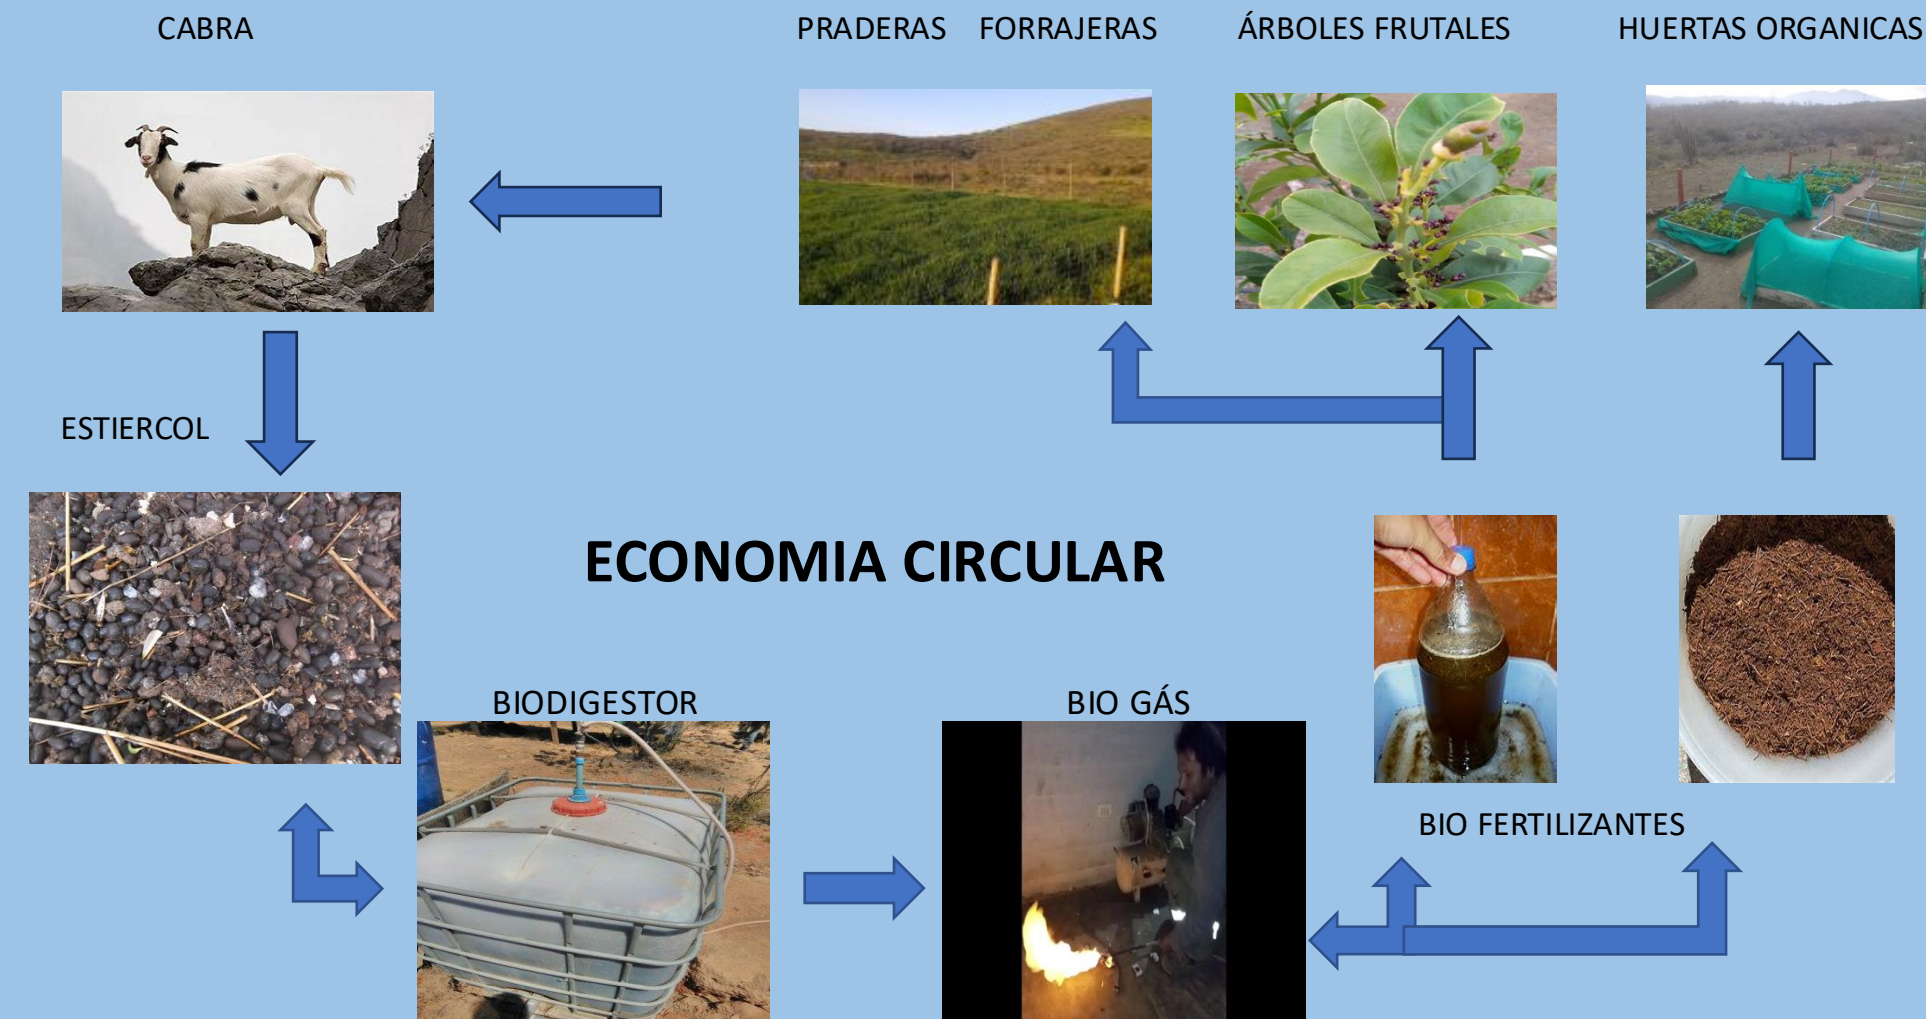 CABRA
PRADERAS FORRAJERAS
ÁRBOLES FRUTALES
HUERTAS ORGANICAS
ESTIERCOL
ECONOMIA CIRCULAR
BIODIGESTOR
BIO GÁS
BIO FERTILIZANTES